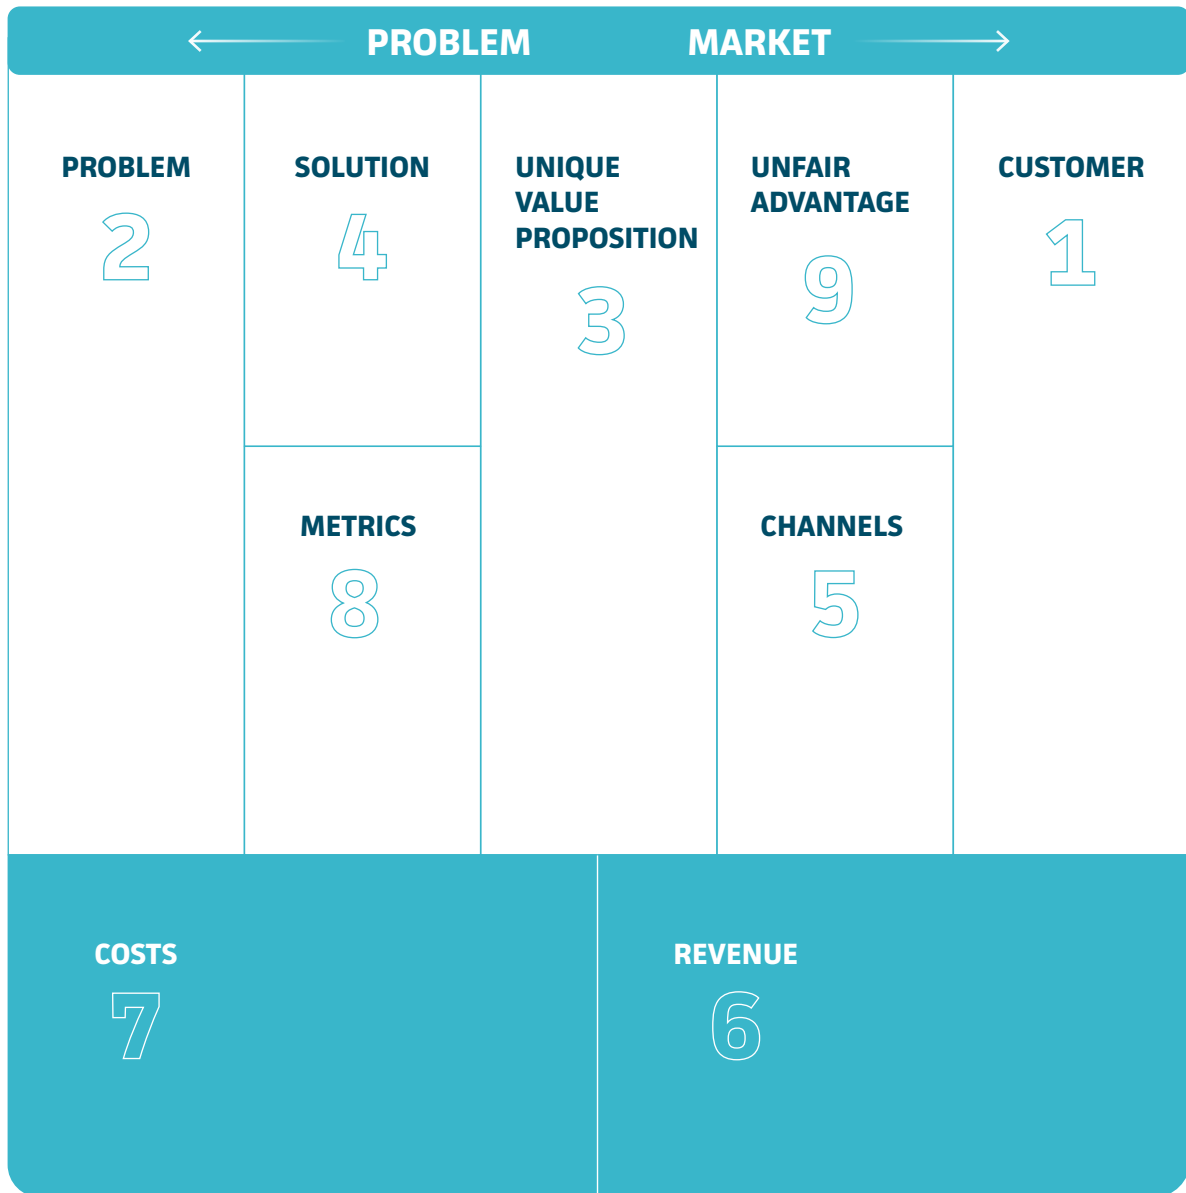 PROBLEM MARKET
PROBLEM
2
SOLUTION
4
UNIQUE
VALUE
PROPOSITION
3
UNFAIR
ADVANTAGE
9
CUSTOMER
1
METRICS
8
CHANNELS
5
COSTS
7
REVENUE
6